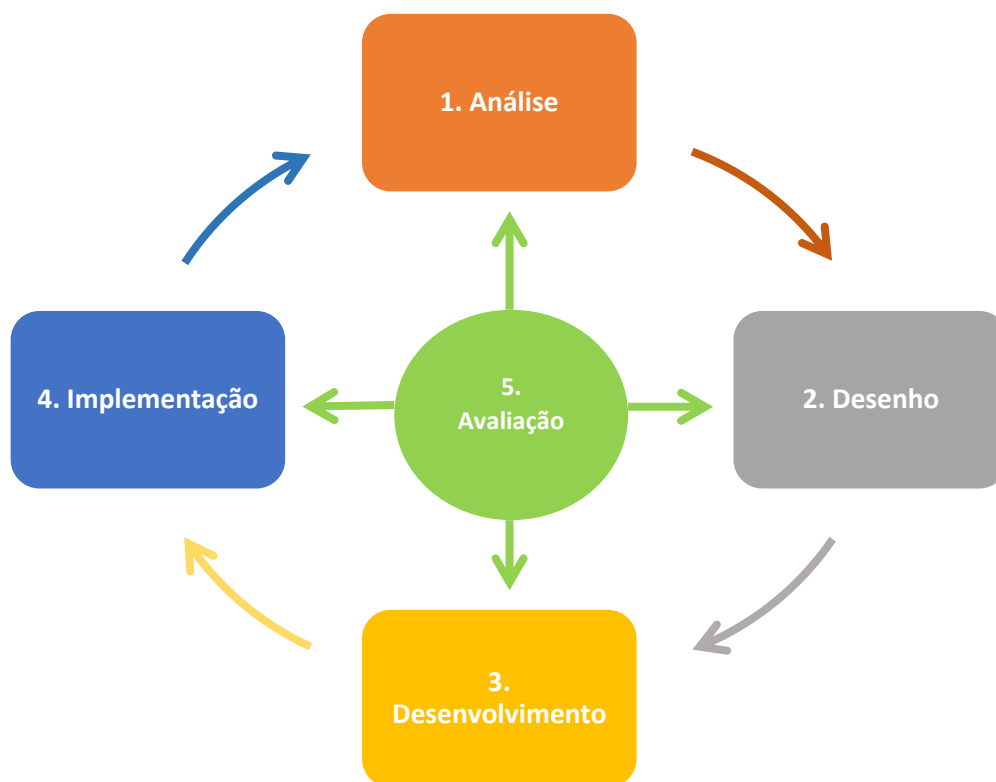 1. Análise
4. Implementação
5.
Avaliação
2. Desenho
3.
Desenvolvimento